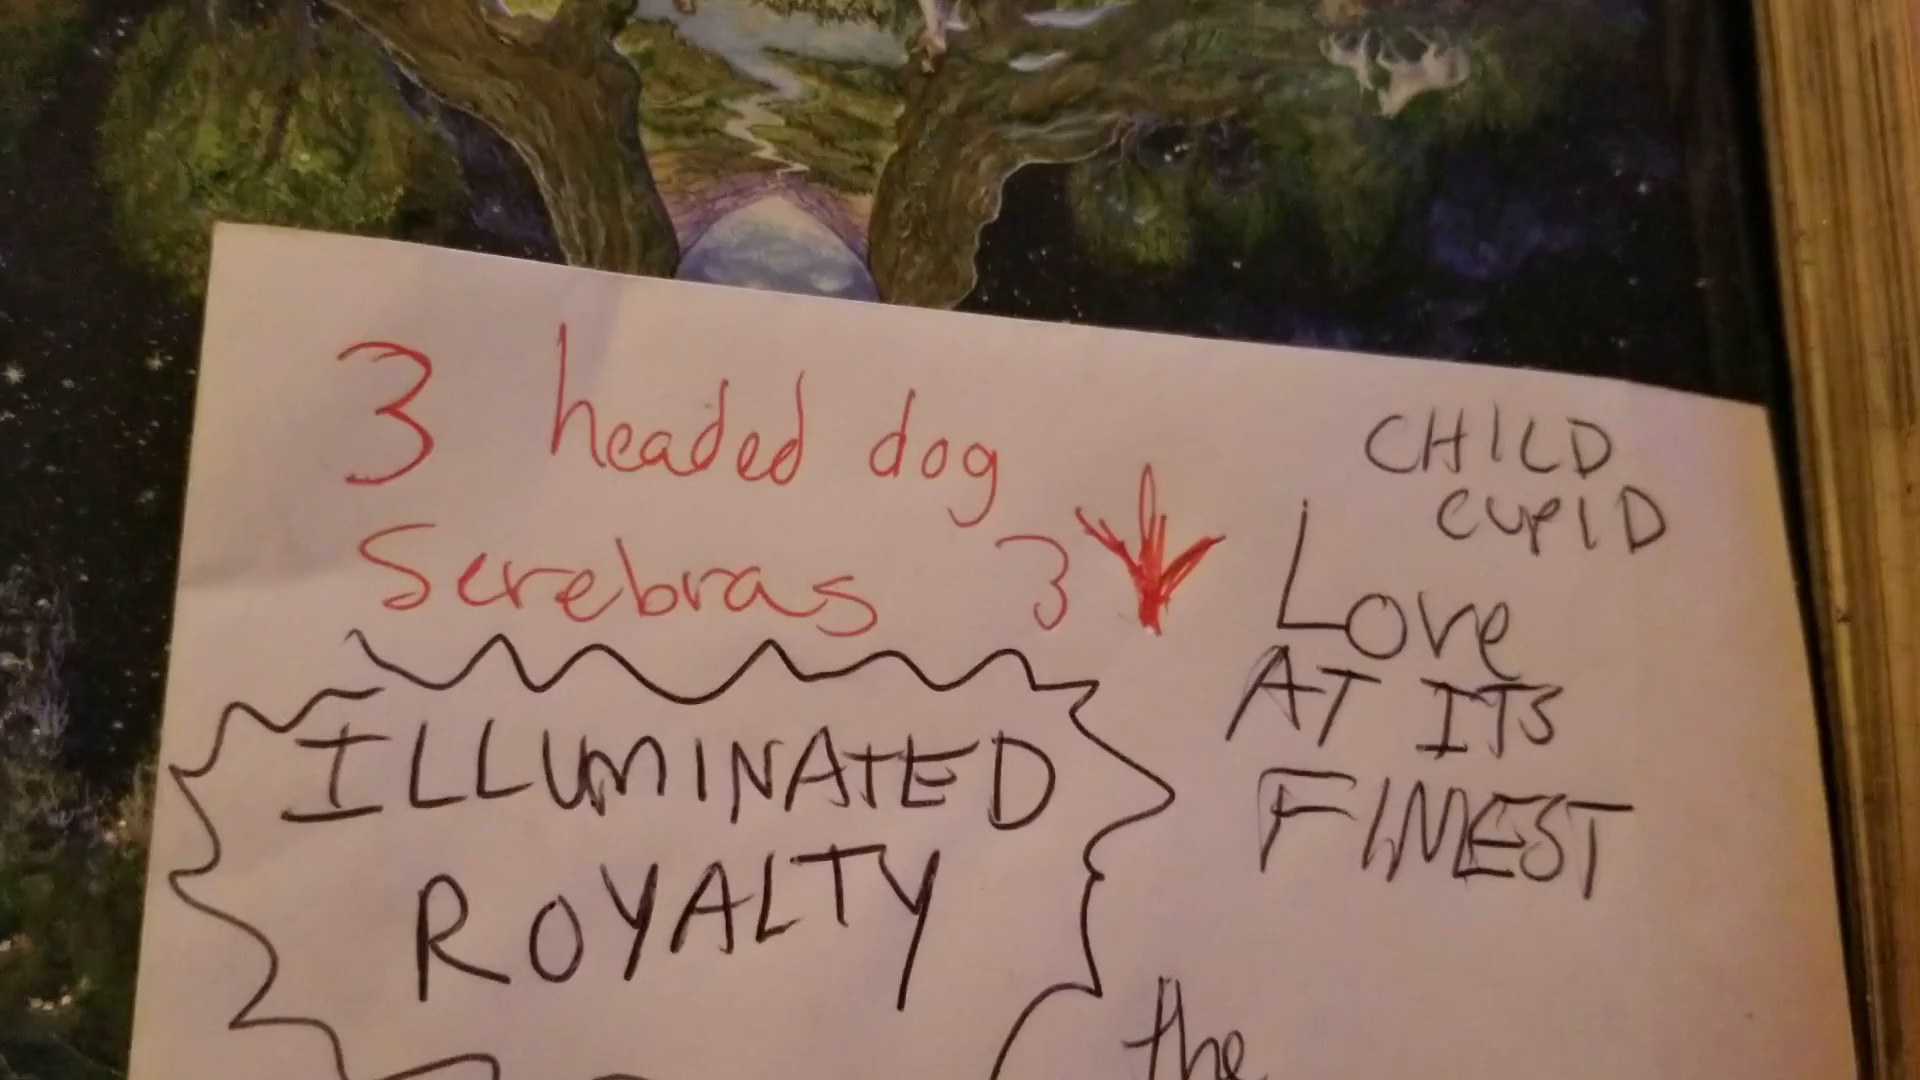 3 headed dog
Serebras 3
CHILD
CUPID
Love
AT ITS
FINEST
ILLUMINATED
ROYALTY
the